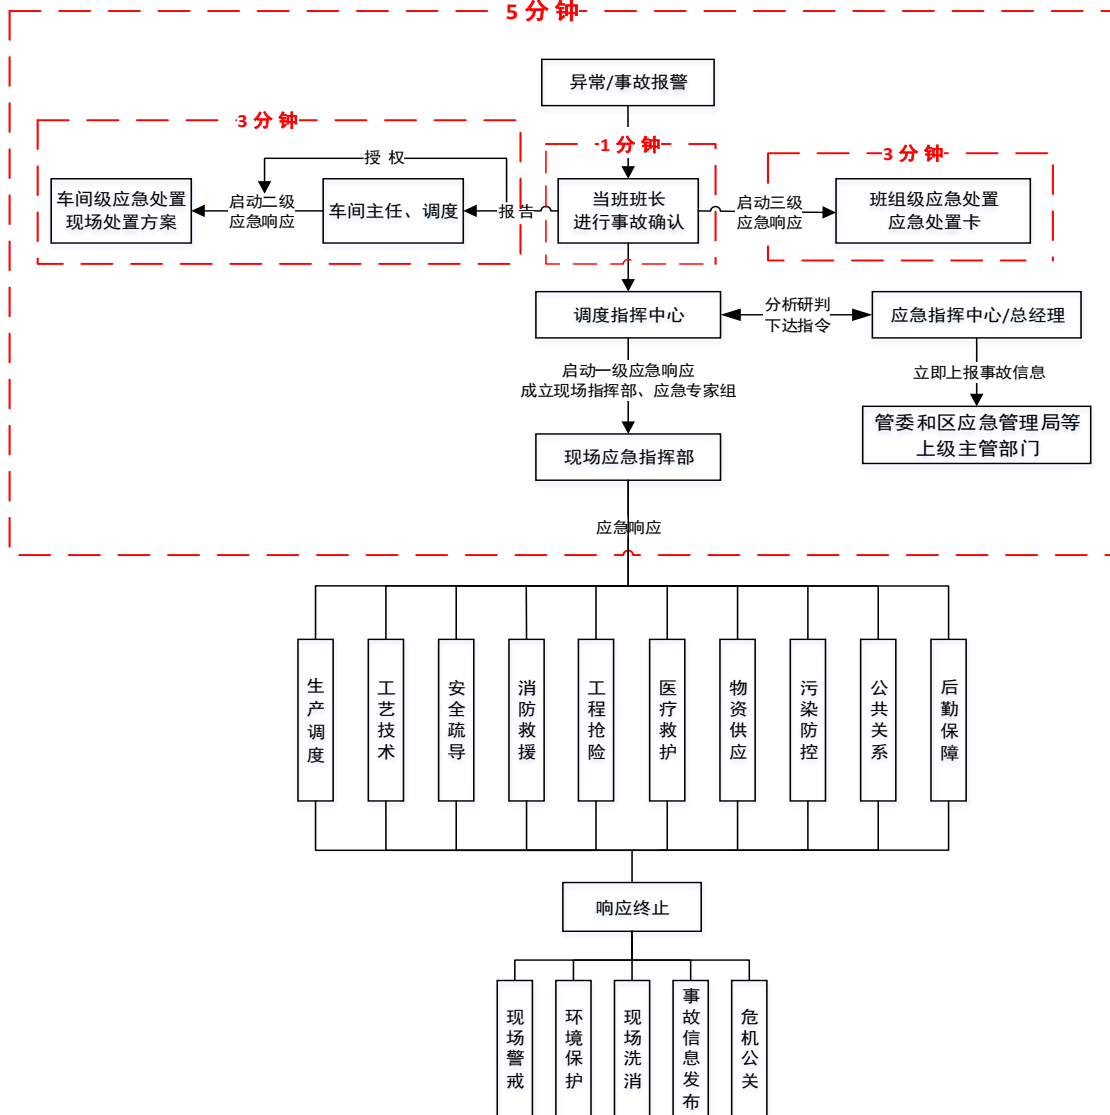 5 分 钟
异常/事故报警
3 分 钟
1 分 钟
3 分 钟
授 权
车间级应急处置
现场处置方案
启动二级
应急响应
车间主任、调度
报 告
当班班长
进行事故确认
启动三级
应急响应
班组级应急处置
应急处置卡
调度指挥中心
分析研判
下达指令
应急指挥中心/总经理
启动一级应急响应
成立现场指挥部、应急专家组
立即上报事故信息
管委和区应急管理局等
上级主管部门
现场应急指挥部
应急响应
生产调度
工艺技术
安全疏导
消防救援
工程抢险
医疗救护
物资供应
污染防控
公共关系
后勤保障
响应终止
现场警戒
环境保护
现场洗消
事故信息发布
危机公关